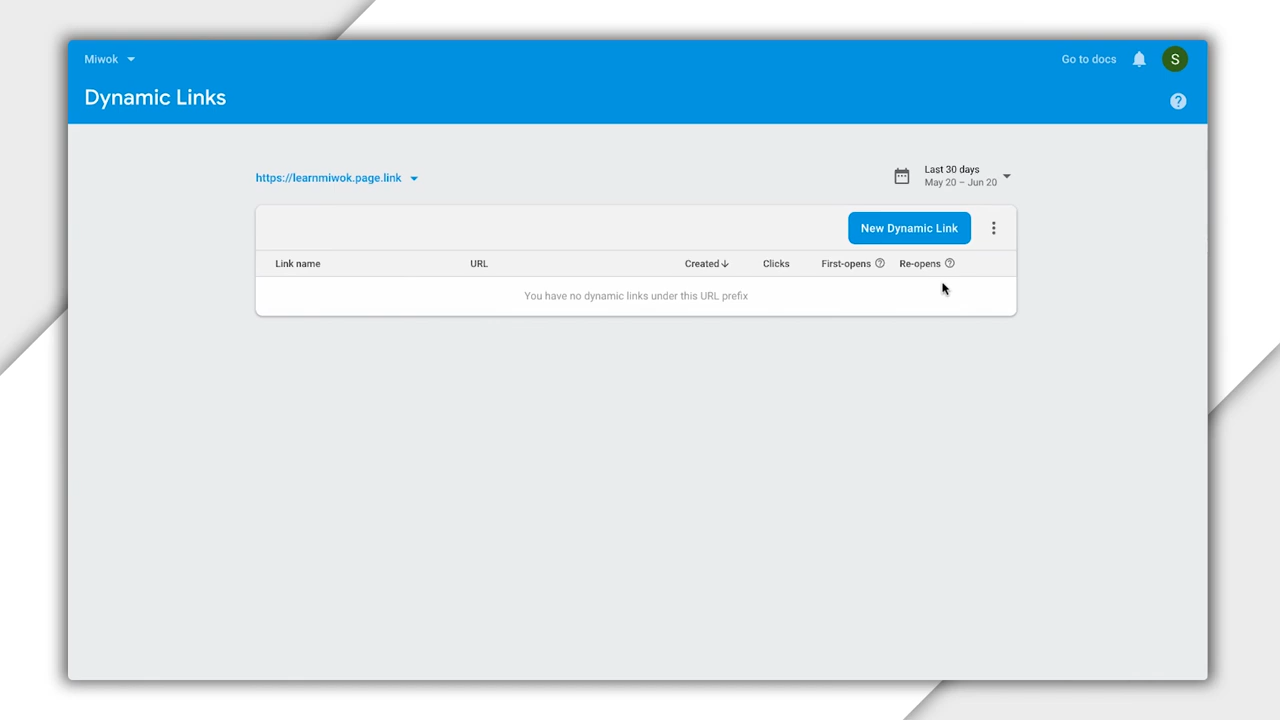 Miwok
Go to docs
S
Dynamic Links
?
https://learnmiwok.page.link
Last 30 days
May 20 – Jun 20
New Dynamic Link
Link name URL Created Clicks First-opens ? Re-opens ?
You have no dynamic links under this URL prefix